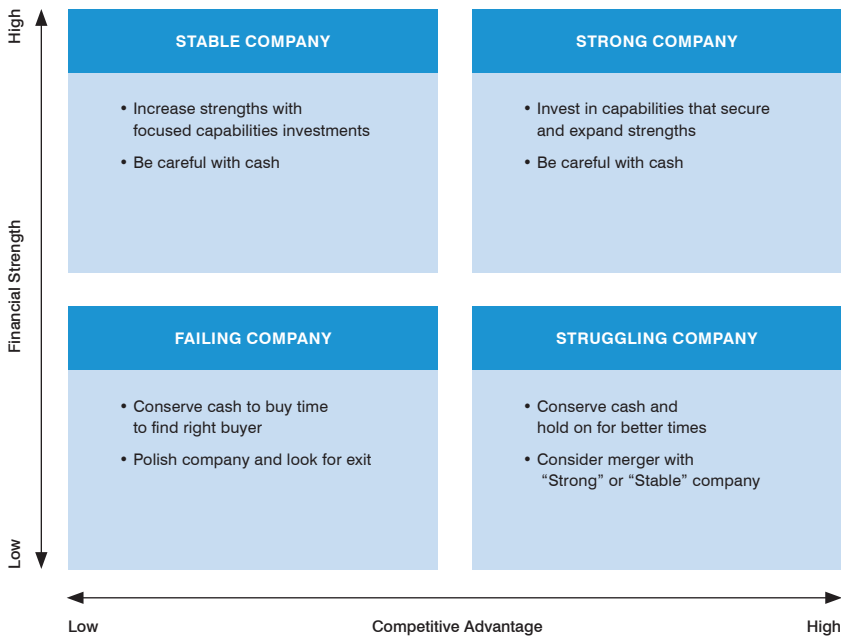 High
Financial Strength
Low
STABLE COMPANY
• Increase strengths with
focused capabilities investments
• Be careful with cash
STRONG COMPANY
• Invest in capabilities that secure
and expand strengths
• Be careful with cash
FAILING COMPANY
• Conserve cash to buy time
to find right buyer
• Polish company and look for exit
STRUGGLING COMPANY
• Conserve cash and
hold on for better times
• Consider merger with
“Strong” or “Stable” company
Low
Competitive Advantage
High